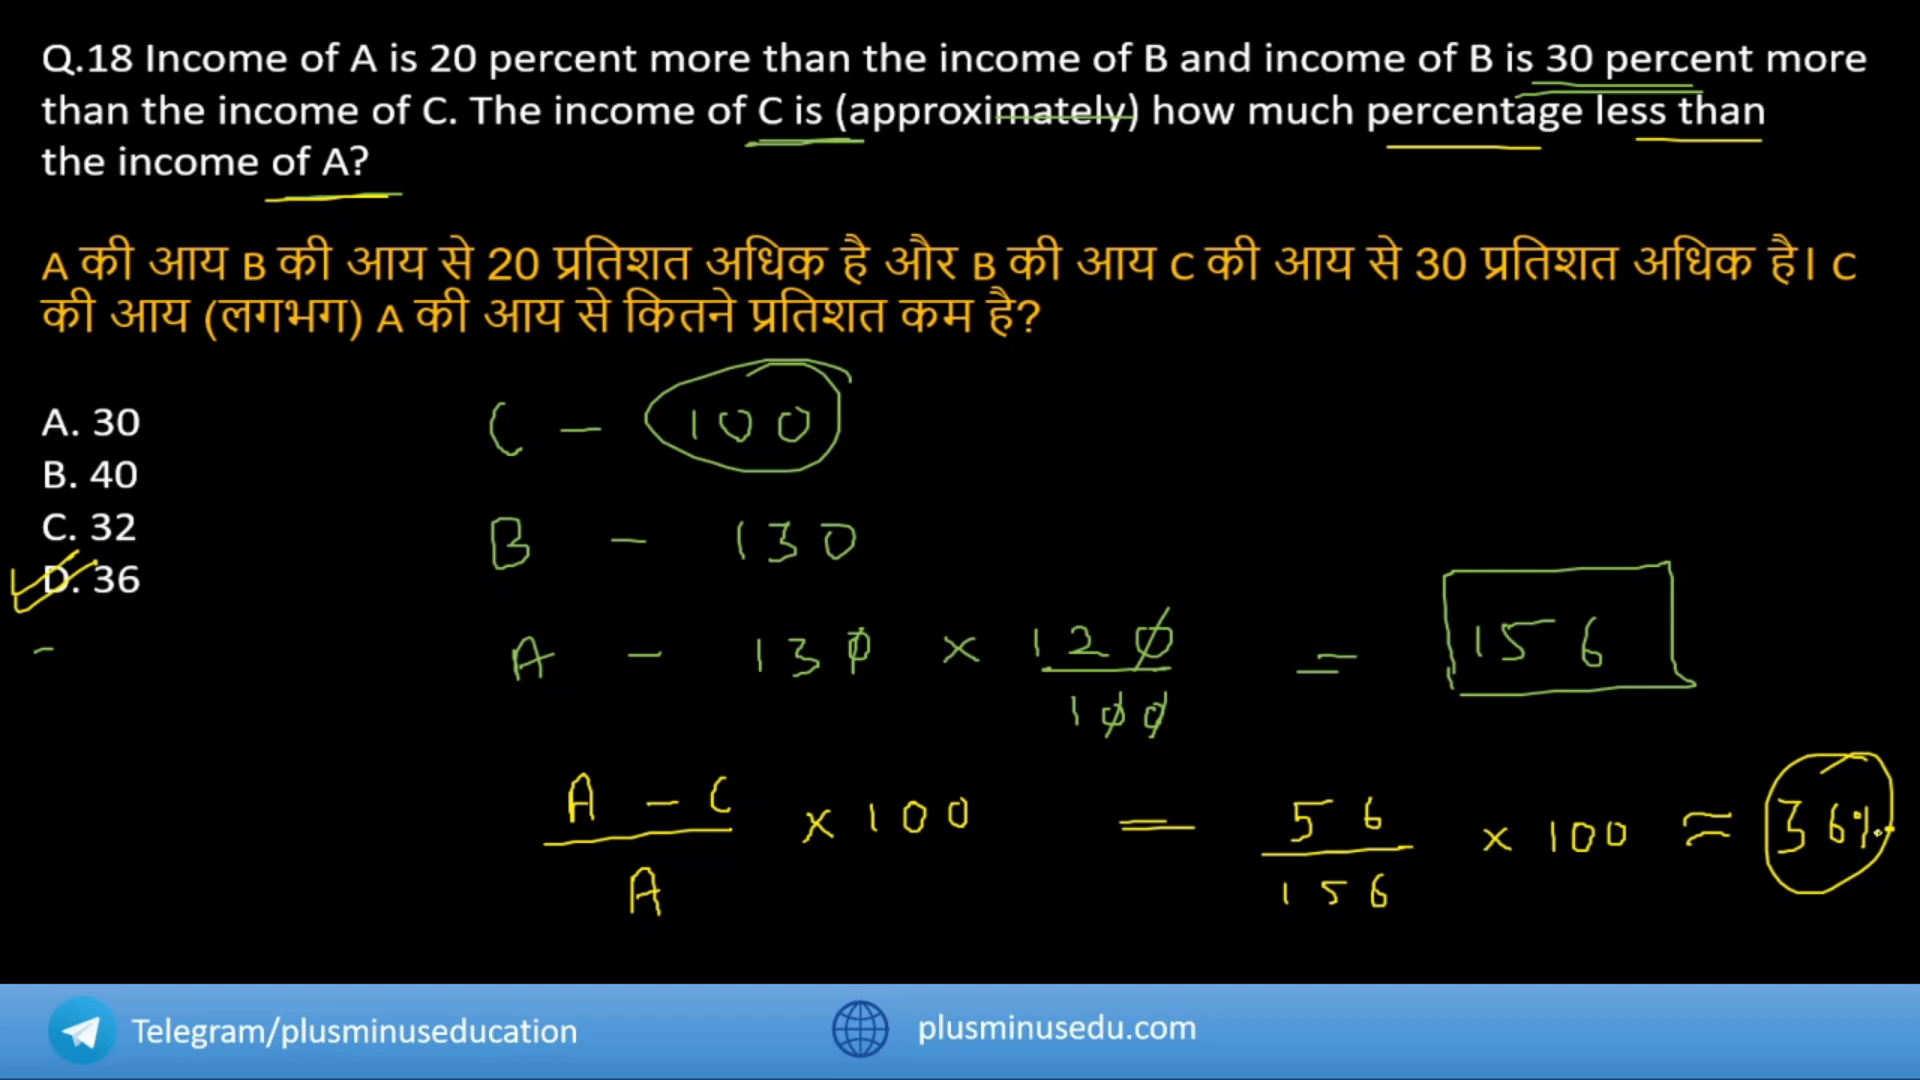 Q.18 Income of A is 20 percent more than the income of B and income of B is 30 percent more
than the income of C. The income of C is (approximately) how much percentage less than
the income of A?
A की आय B की आय से 20 प्रतिशत अधिक है और B की आय C की आय से 30 प्रतिशत अधिक है। C
की आय (लगभग) A की आय से कितने प्रतिशत कम है?
A. 30
B. 40
C. 32
D. 36
C - 100
B - 130
A - 130 × 120/100 = 156
A - C/A × 100 = 56/156 × 100 ≈ 36%
Telegram/plusminuseducation
plusminusedu.com